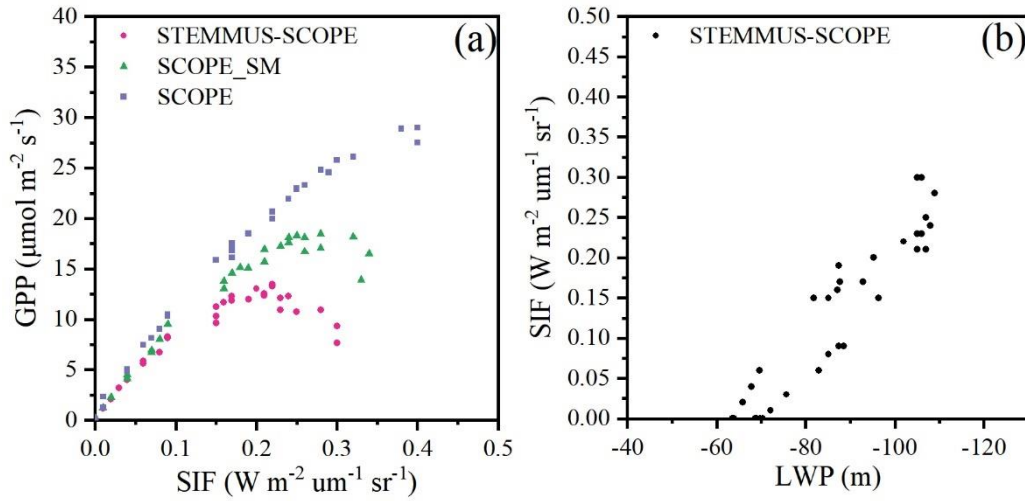 (a)
STEMMUS-SCOPE
SCOPE_SM
SCOPE
GPP (μmol m⁻² s⁻¹)
40
35
30
25
20
15
10
5
0
0.0 0.1 0.2 0.3 0.4 0.5
SIF (W m⁻² um⁻¹ sr⁻¹)
(b)
STEMMUS-SCOPE
SIF (W m⁻² um⁻¹ sr⁻¹)
0.50
0.45
0.40
0.35
0.30
0.25
0.20
0.15
0.10
0.05
0.00
-40 -60 -80 -100 -120
LWP (m)